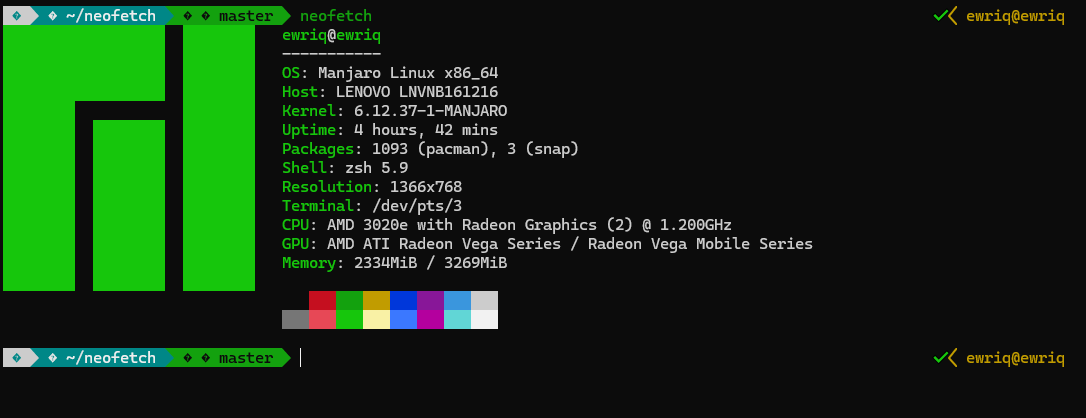 ~/neofetch master neofetch ewriq@ewriq
ewriq@ewriq
-----------
OS: Manjaro Linux x86_64
Host: LENOVO LNVNB161216
Kernel: 6.12.37-1-MANJARO
Uptime: 4 hours, 42 mins
Packages: 1093 (pacman), 3 (snap)
Shell: zsh 5.9
Resolution: 1366x768
Terminal: /dev/pts/3
CPU: AMD 3020e with Radeon Graphics (2) @ 1.200GHz
GPU: AMD ATI Radeon Vega Series / Radeon Vega Mobile Series
Memory: 2334MiB / 3269MiB
~/neofetch master ewriq@ewriq